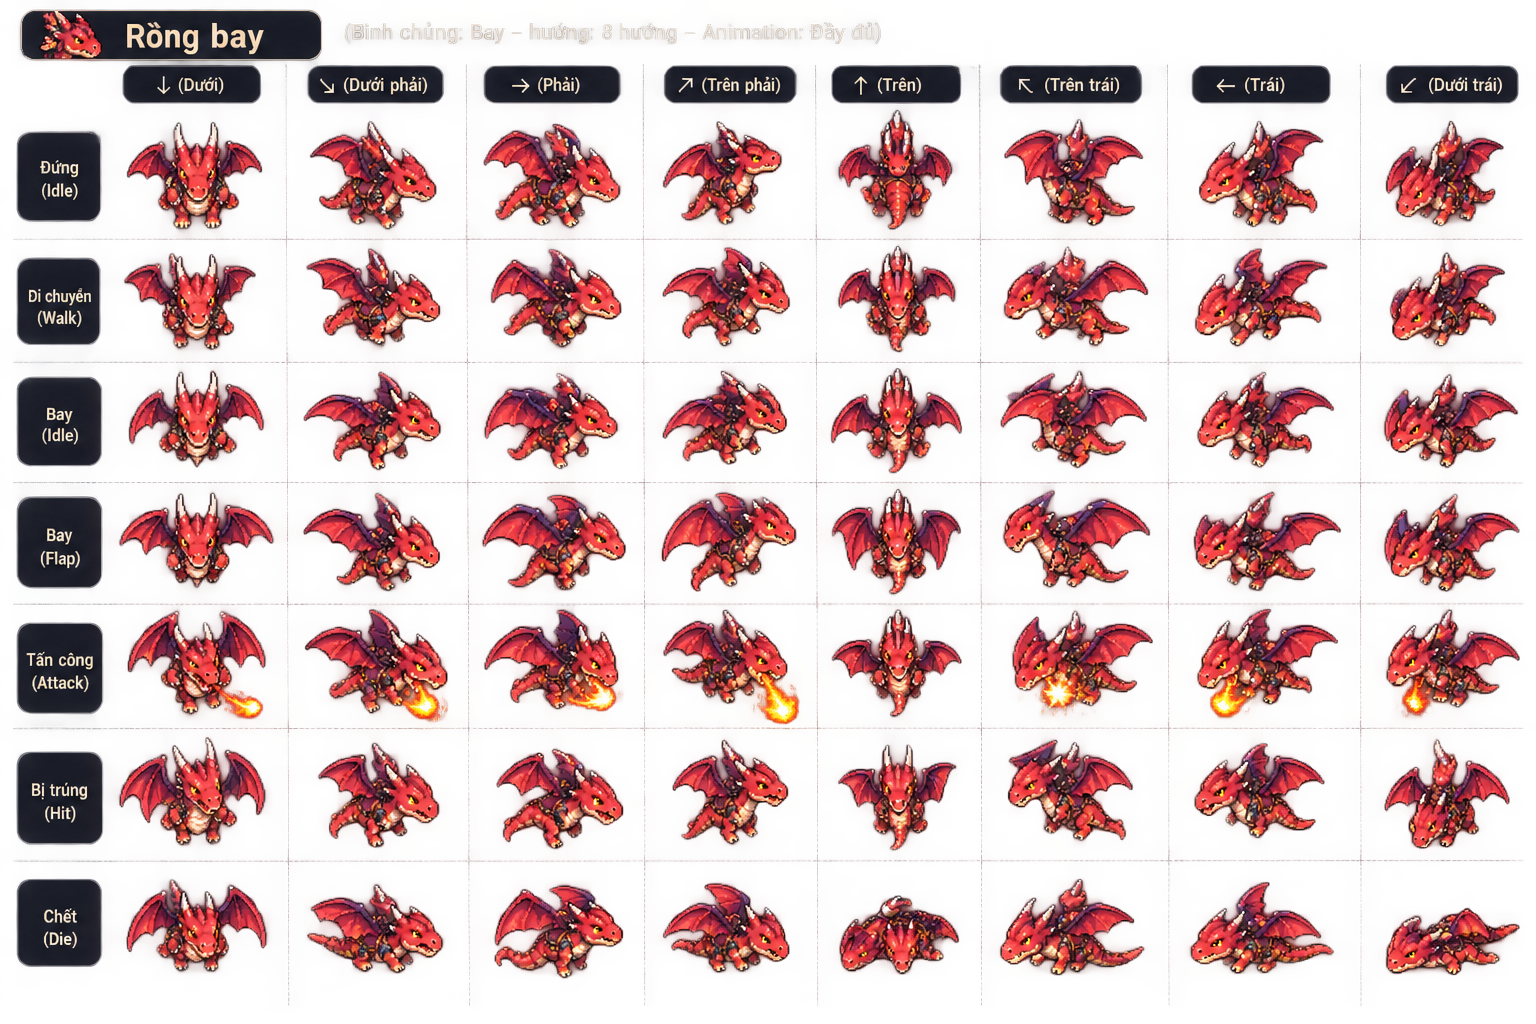 Rồng bay
(Binh chủng: Bay – hướng: 8 hướng – Animation: Đầy đủ)
↓ (Dưới)
↘ (Dưới phải)
→ (Phải)
↗ (Trên phải)
↑ (Trên)
↖ (Trên trái)
← (Trái)
↙ (Dưới trái)
Đứng
(Idle)
Di chuyển
(Walk)
Bay
(Idle)
Bay
(Flap)
Tấn công
(Attack)
Bị trúng
(Hit)
Chết
(Die)